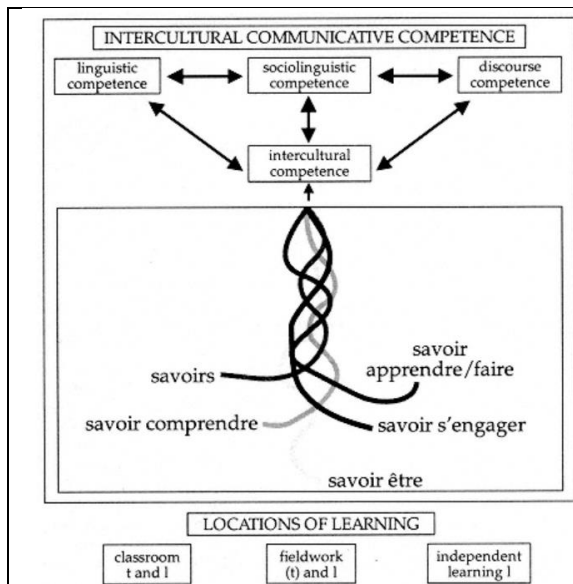 INTERCULTURAL COMMUNICATIVE COMPETENCE
linguistic
competence
sociolinguistic
competence
discourse
competence
intercultural
competence
savoir
apprendre/faire
savoirs
savoir comprendre
savoir s'engager
savoir être
LOCATIONS OF LEARNING
classroom
t and l
fieldwork
(t) and l
independent
learning l